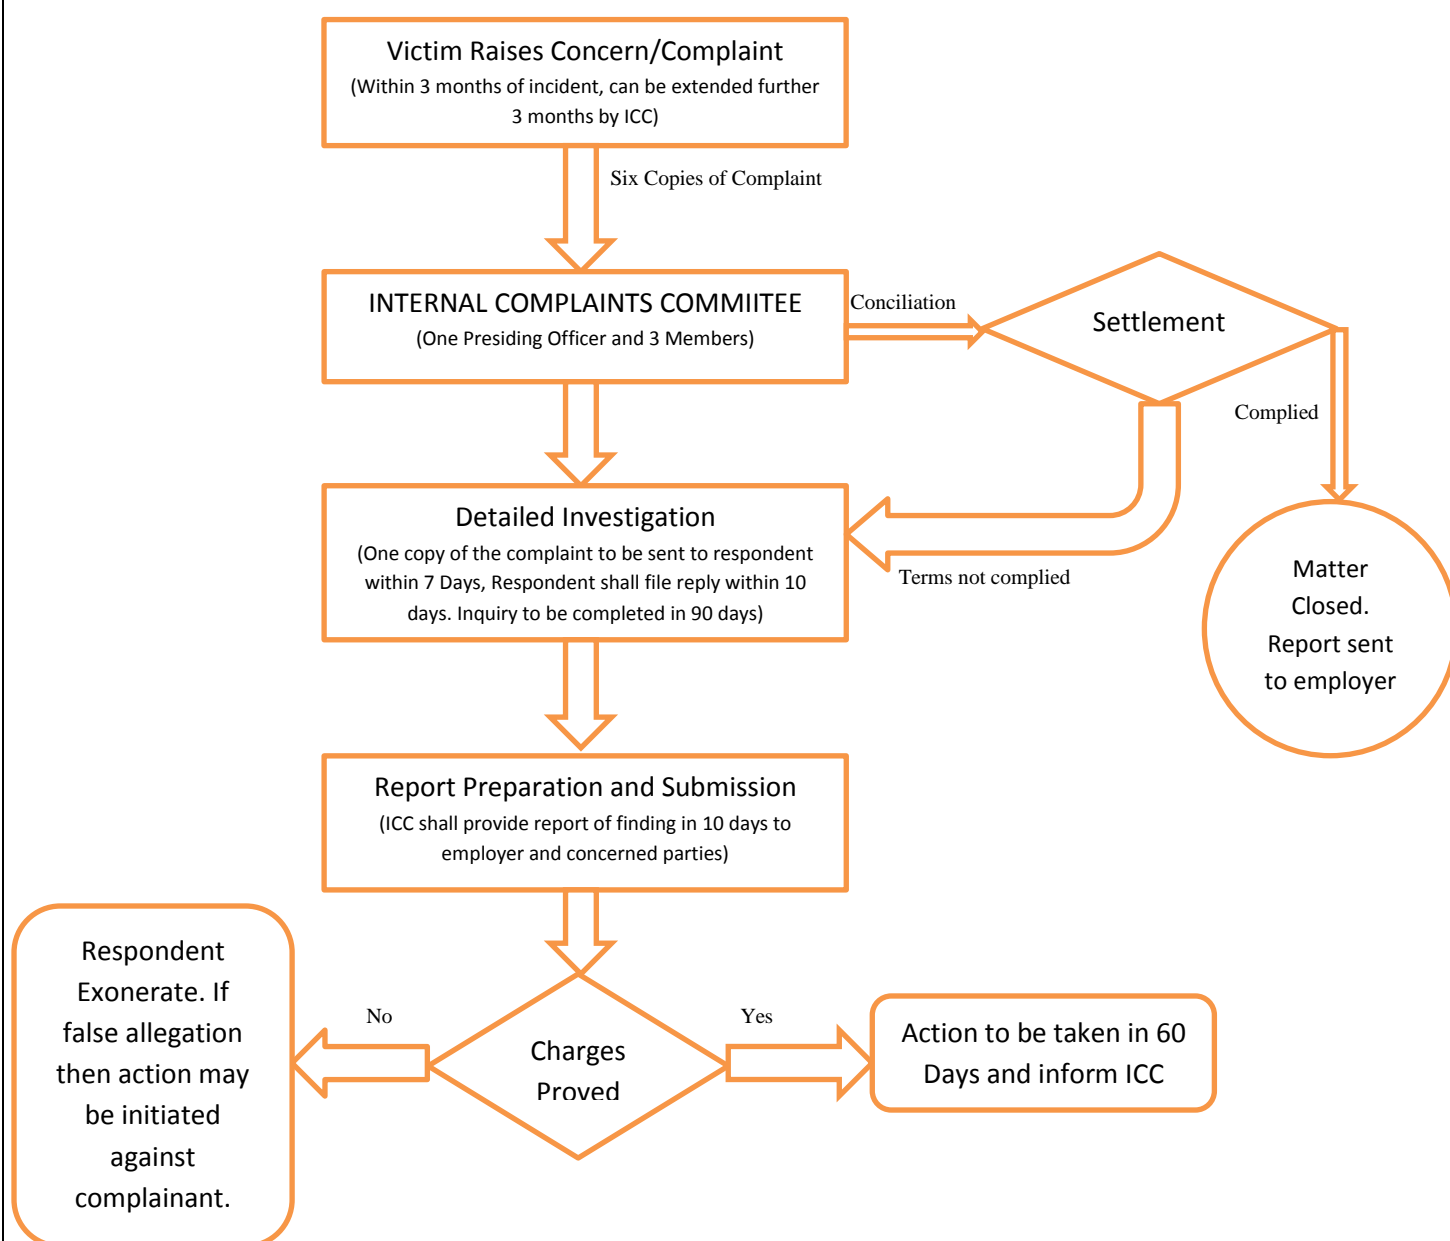 Victim Raises Concern/Complaint
(Within 3 months of incident, can be extended further
3 months by ICC)
Six Copies of Complaint
INTERNAL COMPLAINTS COMMIITEE
(One Presiding Officer and 3 Members)
Conciliation
Settlement
Complied
Detailed Investigation
(One copy of the complaint to be sent to respondent
within 7 Days, Respondent shall file reply within 10
days. Inquiry to be completed in 90 days)
Terms not complied
Matter
Closed.
Report sent
to employer
Report Preparation and Submission
(ICC shall provide report of finding in 10 days to
employer and concerned parties)
Respondent
Exonerate. If
false allegation
then action may
be initiated
against
complainant.
No
Charges
Proved
Yes
Action to be taken in 60
Days and inform ICC